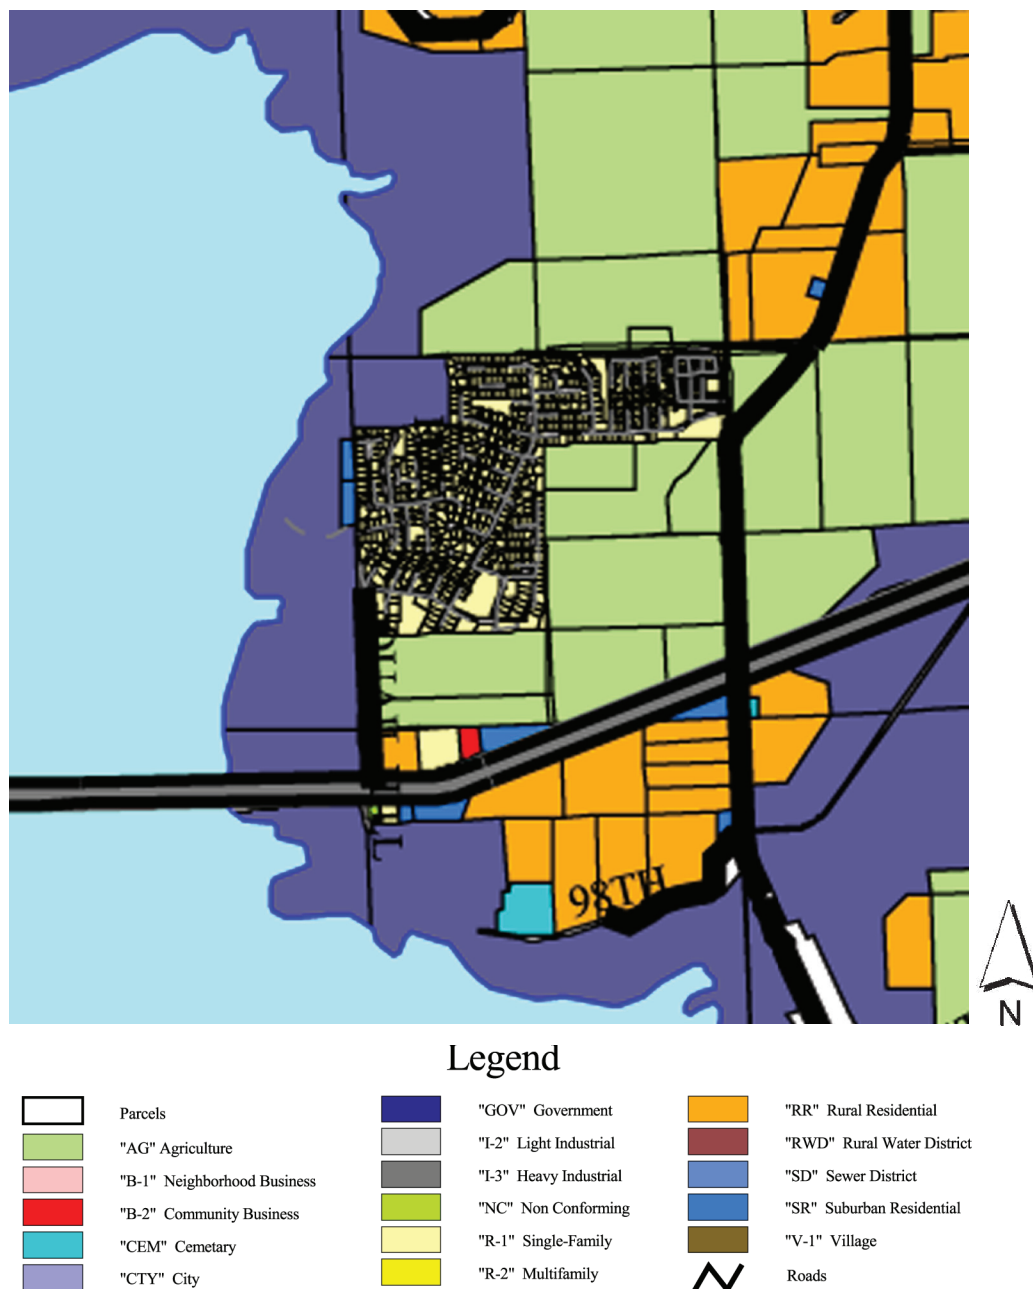 98TH
N
Legend
Parcels
"AG" Agriculture
"B-1" Neighborhood Business
"B-2" Community Business
"CEM" Cemetary
"CTY" City
"GOV" Government
"I-2" Light Industrial
"I-3" Heavy Industrial
"NC" Non Conforming
"R-1" Single-Family
"R-2" Multifamily
"RR" Rural Residential
"RWD" Rural Water District
"SD" Sewer District
"SR" Suburban Residential
"V-1" Village
Roads